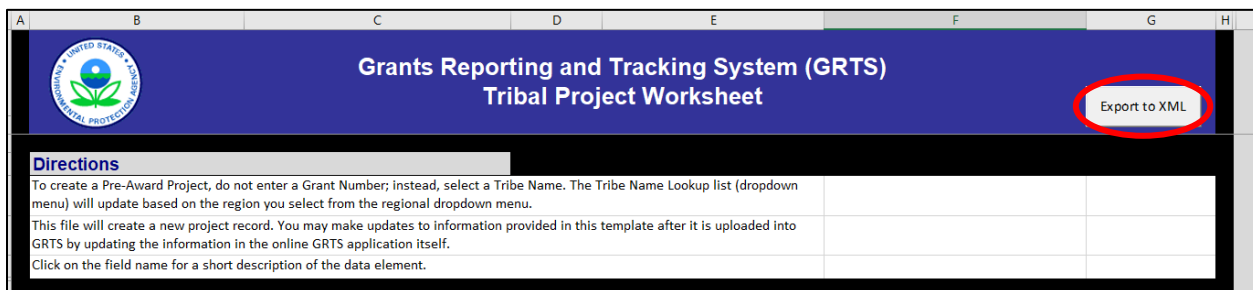 A B C D E F G H
UNITED STATES
ENVIRONMENTAL PROTECTION AGENCY
Grants Reporting and Tracking System (GRTS)
Tribal Project Worksheet
Export to XML
Directions
To create a Pre-Award Project, do not enter a Grant Number; instead, select a Tribe Name. The Tribe Name Lookup list (dropdown
menu) will update based on the region you select from the regional dropdown menu.
This file will create a new project record. You may make updates to information provided in this template after it is uploaded into
GRTS by updating the information in the online GRTS application itself.
Click on the field name for a short description of the data element.